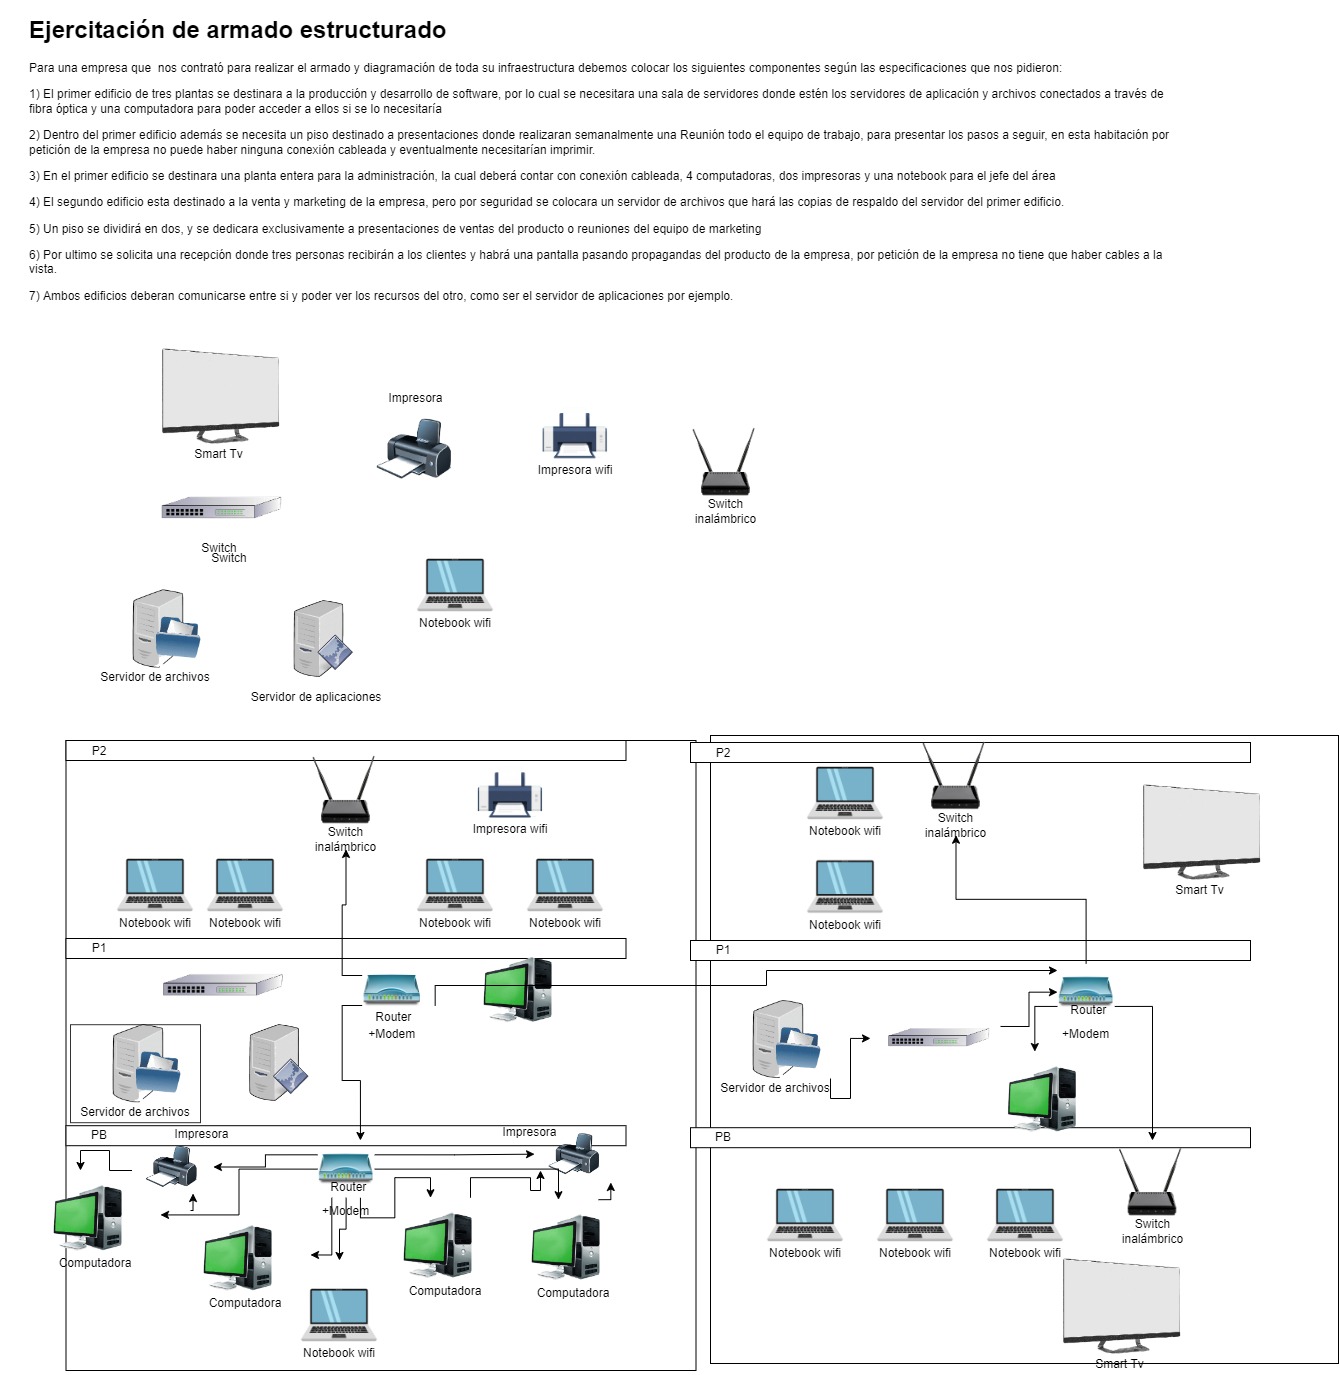 Ejercitación de armado estructurado
Para una empresa que  nos contrató para realizar el armado y diagramación de toda su infraestructura debemos colocar los siguientes componentes según las especificaciones que nos pidieron:
1) El primer edificio de tres plantas se destinara a la producción y desarrollo de software, por lo cual se necesitara una sala de servidores donde estén los servidores de aplicación y archivos conectados a través de
fibra óptica y una computadora para poder acceder a ellos si se lo necesitaría
2) Dentro del primer edificio además se necesita un piso destinado a presentaciones donde realizaran semanalmente una Reunión todo el equipo de trabajo, para presentar los pasos a seguir, en esta habitación por
petición de la empresa no puede haber ninguna conexión cableada y eventualmente necesitarían imprimir.
3) En el primer edificio se destinara una planta entera para la administración, la cual deberá contar con conexión cableada, 4 computadoras, dos impresoras y una notebook para el jefe del área
4) El segundo edificio esta destinado a la venta y marketing de la empresa, pero por seguridad se colocara un servidor de archivos que hará las copias de respaldo del servidor del primer edificio.
5) Un piso se dividirá en dos, y se dedicara exclusivamente a presentaciones de ventas del producto o reuniones del equipo de marketing
6) Por ultimo se solicita una recepción donde tres personas recibirán a los clientes y habrá una pantalla pasando propagandas del producto de la empresa, por petición de la empresa no tiene que haber cables a la
vista.
7) Ambos edificios deberan comunicarse entre si y poder ver los recursos del otro, como ser el servidor de aplicaciones por ejemplo.
Impresora
Smart Tv
Impresora wifi
Switch
inalámbrico
Switch
Switch
Notebook wifi
Servidor de archivos
Servidor de aplicaciones
P2
Switch
inalámbrico
Impresora wifi
Notebook wifi
Notebook wifi
Notebook wifi
Notebook wifi
P1
Router
+Modem
Servidor de archivos
PB
Impresora
Impresora
Router
+Modem
Computadora
Computadora
Computadora
Computadora
Notebook wifi
P2
Notebook wifi
Switch
inalámbrico
Smart Tv
Notebook wifi
P1
Router
+Modem
Servidor de archivos
PB
Notebook wifi
Notebook wifi
Notebook wifi
Switch
inalámbrico
Smart Tv